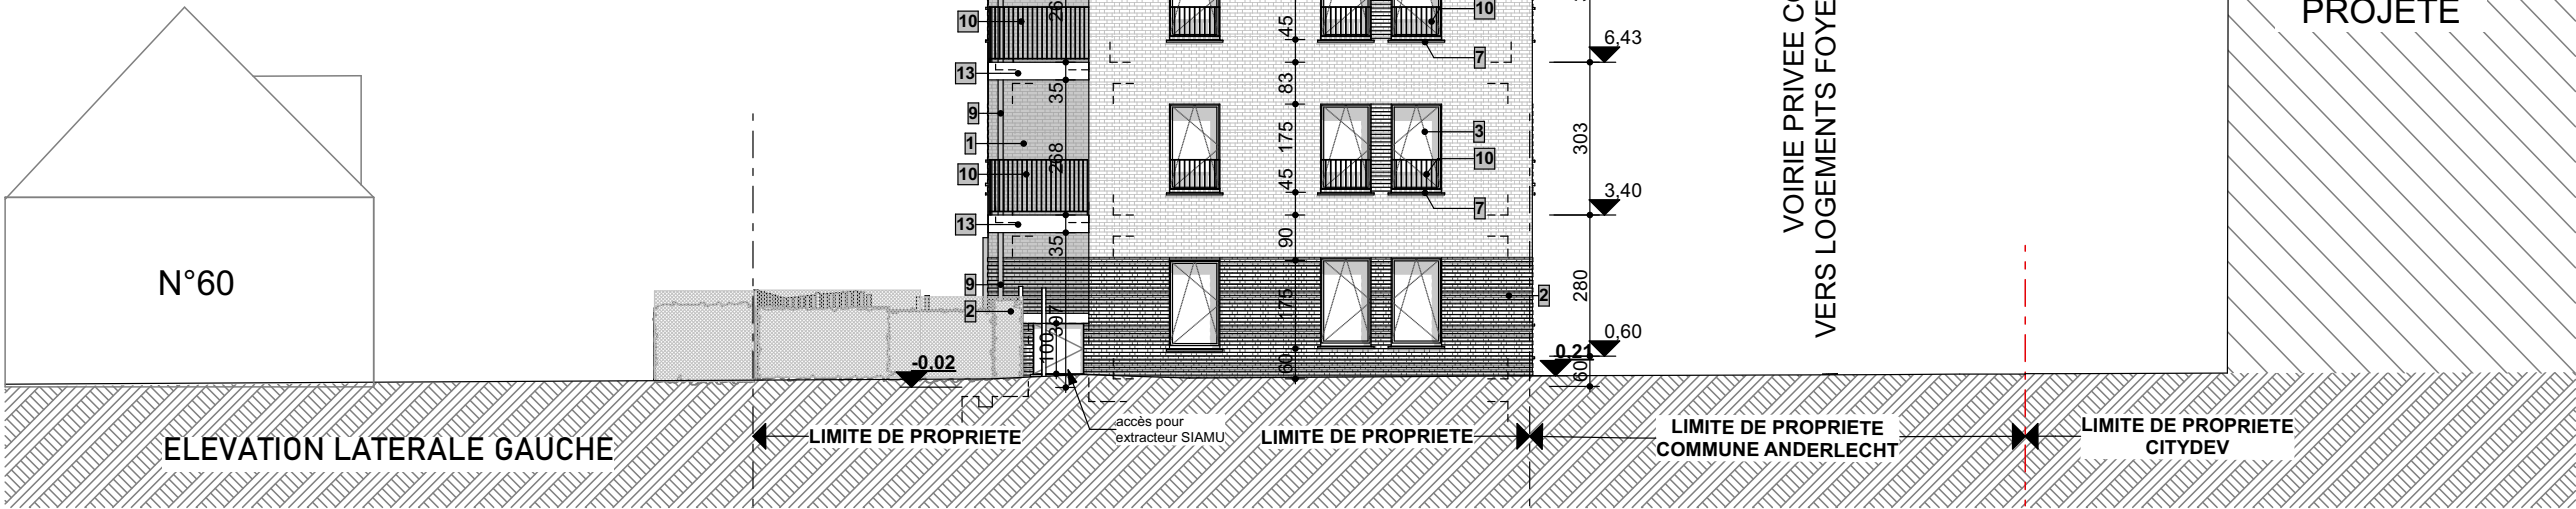 PROJETE
10
26
45
10
6,43
7
13
35
83
9
1
268
175
3
10
10
45
303
3,40
7
13
35
90
VOIRIE PRIVEE
VERS LOGEMENTS FOYE
N°60
9
2
2
175
280
307
100
60
-0,02
0,60
0,21
60
accès pour
extracteur SIAMU
ELEVATION LATERALE GAUCHE
LIMITE DE PROPRIETE
LIMITE DE PROPRIETE
LIMITE DE PROPRIETE
COMMUNE ANDERLECHT
LIMITE DE PROPRIETE
CITYDEV